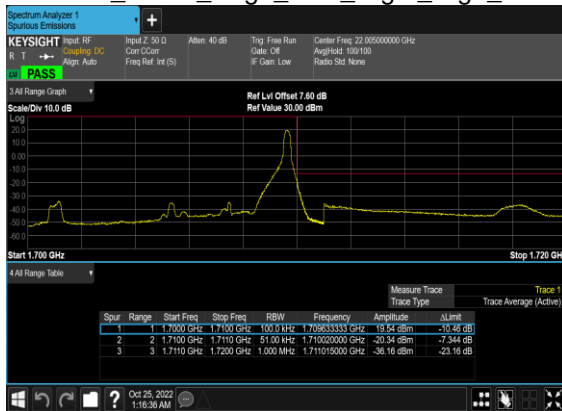 Spectrum Analyzer 1
Spurious Emissions
KEYSIGHT Input: RF Input Z: 50 Ω Atten: 40 dB Trig: Free Run Center Freq: 22.005000000 GHz
R T Coupling: DC Corr CCorr Gate: Off Avg|Hold: 100/100
Align: Auto Freq Ref: Int (S) IF Gain: Low Radio Std: None
PASS
3 All Range Graph
Ref Lvl Offset 7.60 dB
Scale/Div 10.0 dB Ref Value 30.00 dBm
Log
20.0
10.0
0.00
-10.0
-20.0
-30.0
-40.0
-50.0
-60.0
Start 1.700 GHz Stop 1.720 GH
4 All Range Table
Measure Trace Trace 1
Trace Type Trace Average (Active)
Spur Range Start Freq Stop Freq RBW Frequency Amplitude ΔLimit
1 1 1.7000 GHz 1.7100 GHz 100.0 kHz 1.709633333 GHz 19.54 dBm -10.46 dB
2 2 1.7100 GHz 1.7110 GHz 51.00 kHz 1.710020000 GHz -20.34 dBm -7.344 dB
3 3 1.7110 GHz 1.7200 GHz 1.000 MHz 1.711015000 GHz -36.16 dBm -23.16 dB
? Oct 25, 2022
1:16:36 AM